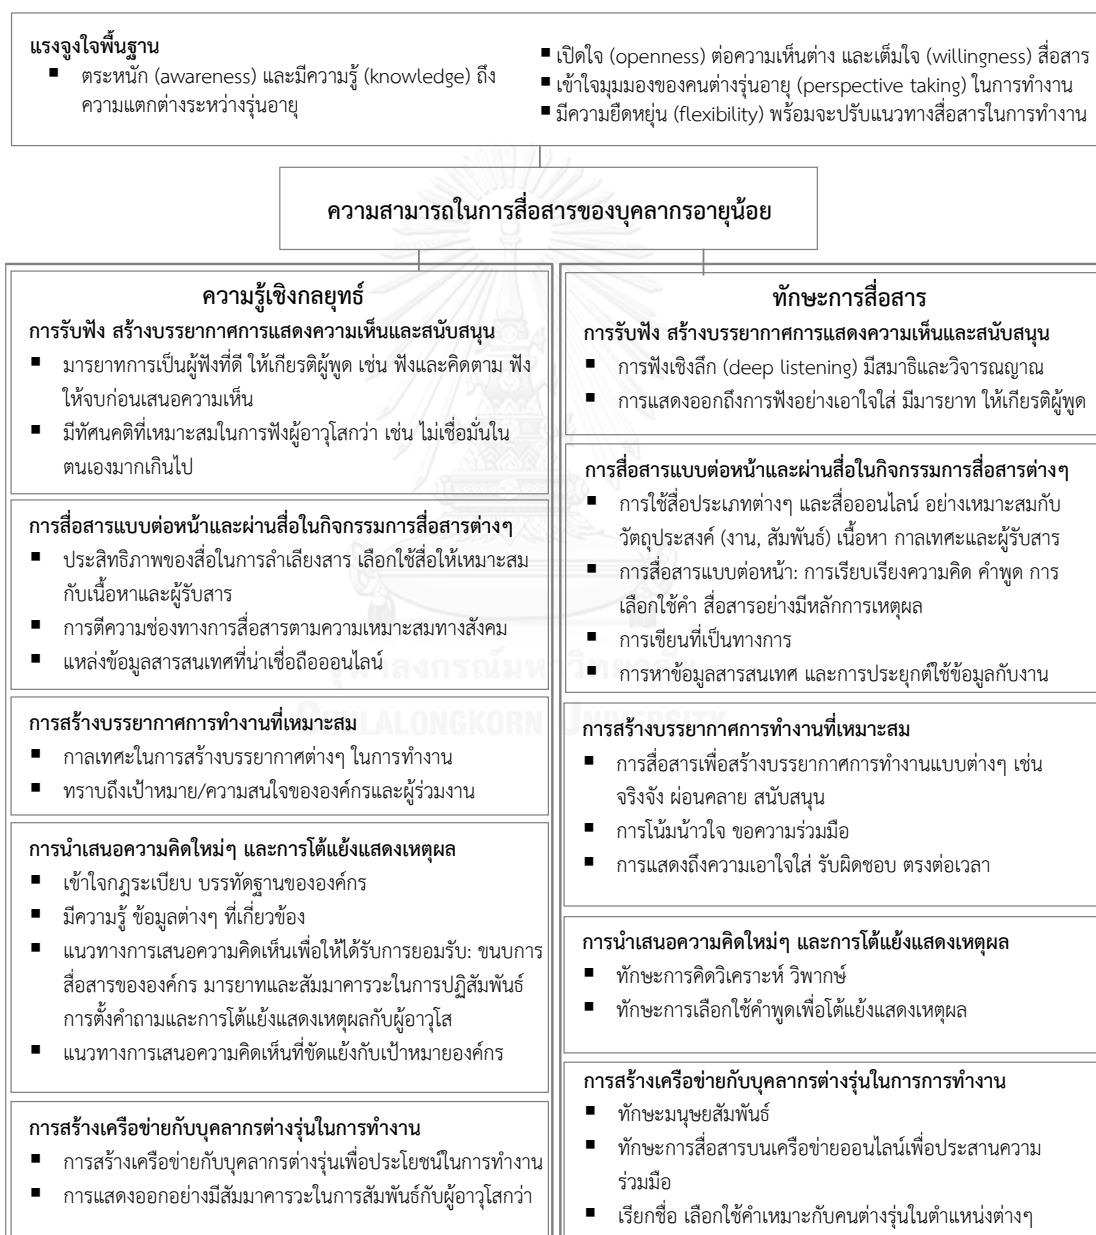 แรงจูงใจพื้นฐาน
■ ตระหนัก (awareness) และมีความรู้ (knowledge) ถึง
ความแตกต่างระหว่างรุ่นอายุ
■ เปิดใจ (openness) ต่อความเห็นต่าง และเต็มใจ (willingness) สื่อสาร
■ เข้าใจมุมมองของคนต่างรุ่นอายุ (perspective taking) ในการทำงาน
■ มีความยืดหยุ่น (flexibility) พร้อมจะปรับแนวทางสื่อสารในการทำงาน
ความสามารถในการสื่อสารของบุคลากรอายุน้อย
ความรู้เชิงกลยุทธ์
การรับฟัง สร้างบรรยากาศการแสดงความเห็นและสนับสนุน
■ มารยาทการเป็นผู้ฟังที่ดี ให้เกียรติผู้พูด เช่น ฟังและคิดตาม ฟัง
ให้จบก่อนเสนอความเห็น
■ มีทัศนคติที่เหมาะสมในการฟังผู้อาวุโสกว่า เช่น ไม่เชื่อมั่นใน
ตนเองมากเกินไป
การสื่อสารแบบต่อหน้าและผ่านสื่อในกิจกรรมการสื่อสารต่างๆ
■ ประสิทธิภาพของสื่อในการลำเลียงสาร เลือกใช้สื่อให้เหมาะสม
กับเนื้อหาและผู้รับสาร
■ การตีความช่องทางการสื่อสารตามความเหมาะสมทางสังคม
■ แหล่งข้อมูลสารสนเทศที่น่าเชื่อถือออนไลน์
การสร้างบรรยากาศการทำงานที่เหมาะสม
■ กาลเทศะในการสร้างบรรยากาศต่างๆ ในการทำงาน
■ ทราบถึงเป้าหมาย/ความสนใจขององค์กรและผู้ร่วมงาน
การนำเสนอความคิดใหม่ๆ และการโต้แย้งแสดงเหตุผล
■ เข้าใจกฎระเบียบ บรรทัดฐานขององค์กร
■ มีความรู้ ข้อมูลต่างๆ ที่เกี่ยวข้อง
■ แนวทางการเสนอความคิดเห็นเพื่อให้ได้รับการยอมรับ: ขนบการ
สื่อสารขององค์กร มารยาทและสัมมาคารวะในการปฏิสัมพันธ์
การตั้งคำถามและการโต้แย้งแสดงเหตุผลกับผู้อาวุโส
■ แนวทางการเสนอความคิดเห็นที่ขัดแย้งกับเป้าหมายองค์กร
การสร้างเครือข่ายกับบุคลากรต่างรุ่นในการทำงาน
■ การสร้างเครือข่ายกับบุคลากรต่างรุ่นเพื่อประโยชน์ในการทำงาน
■ การแสดงออกอย่างมีสัมมาคารวะในการสัมพันธ์กับผู้อาวุโสกว่า
ทักษะการสื่อสาร
การรับฟัง สร้างบรรยากาศการแสดงความเห็นและสนับสนุน
■ การฟังเชิงลึก (deep listening) มีสมาธิและวิจารณญาณ
■ การแสดงออกถึงการฟังอย่างเอาใจใส่ มีมารยาท ให้เกียรติผู้พูด
การสื่อสารแบบต่อหน้าและผ่านสื่อในกิจกรรมการสื่อสารต่างๆ
■ การใช้สื่อประเภทต่างๆ และสื่อออนไลน์ อย่างเหมาะสมกับ
วัตถุประสงค์ (งาน, สัมพันธ์) เนื้อหา กาลเทศะและผู้รับสาร
■ การสื่อสารแบบต่อหน้า: การเรียบเรียงความคิด คำพูด การ
เลือกใช้คำ สื่อสารอย่างมีหลักการเหตุผล
■ การเขียนที่เป็นทางการ
■ การหาข้อมูลสารสนเทศ และการประยุกต์ใช้ข้อมูลกับงาน
การสร้างบรรยากาศการทำงานที่เหมาะสม
■ การสื่อสารเพื่อสร้างบรรยากาศการทำงานแบบต่างๆ เช่น
จริงจัง ผ่อนคลาย สนับสนุน
■ การโน้มน้าวใจ ขอความร่วมมือ
■ การแสดงถึงความเอาใจใส่ รับผิดชอบ ตรงต่อเวลา
การนำเสนอความคิดใหม่ๆ และการโต้แย้งแสดงเหตุผล
■ ทักษะการคิดวิเคราะห์ วิพากษ์
■ ทักษะการเลือกใช้คำพูดเพื่อโต้แย้งแสดงเหตุผล
การสร้างเครือข่ายกับบุคลากรต่างรุ่นในการการทำงาน
■ ทักษะมนุษยสัมพันธ์
■ ทักษะการสื่อสารบนเครือข่ายออนไลน์เพื่อประสานความ
ร่วมมือ
■ เรียกชื่อ เลือกใช้คำเหมาะกับคนต่างรุ่นในตำแหน่งต่างๆ
จุฬาลงกรณ์มหาวิทยาลัย
CHULALONGKORN UNIVERSITY